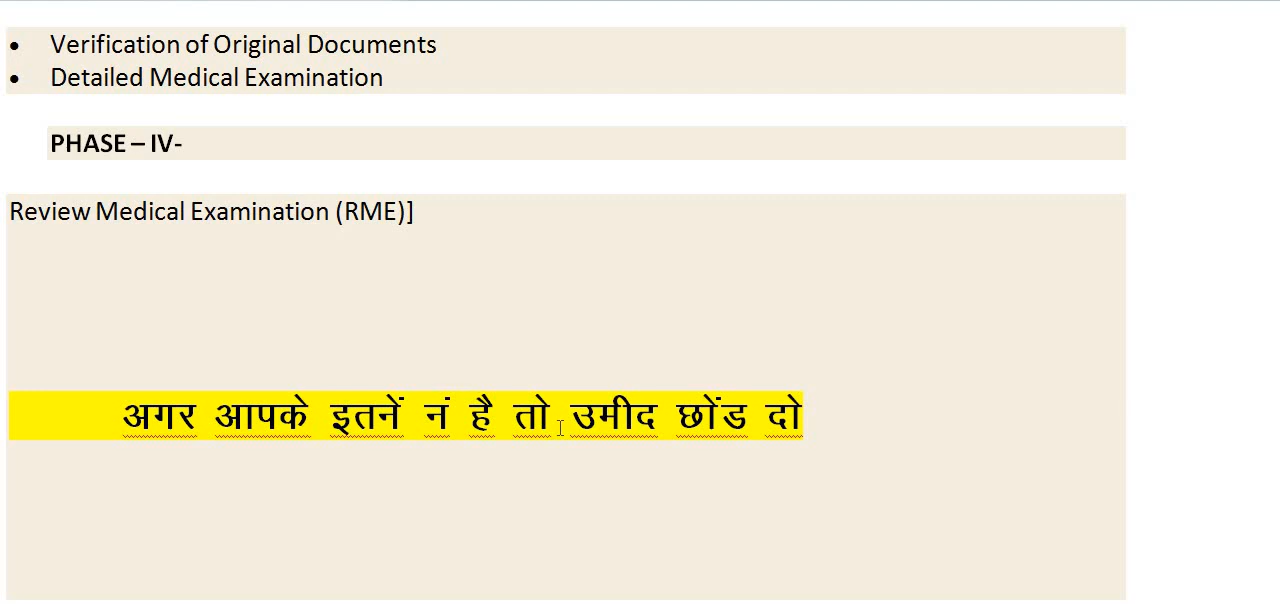 • Verification of Original Documents
• Detailed Medical Examination
PHASE – IV-
Review Medical Examination (RME)]
अगर आपके इतनें नं है तो उमीद छोंड दो